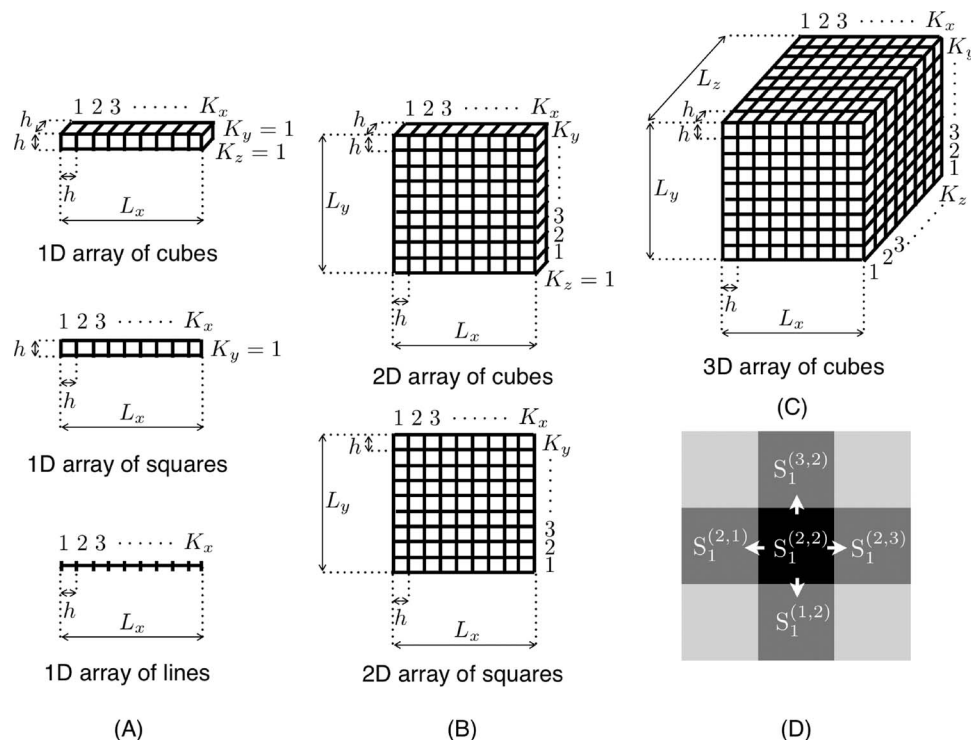 1 2 3 ······ K_x
h
h
K_y = 1
K_z = 1
h
L_x
1D array of cubes
1 2 3 ······ K_x
h
K_y = 1
h
L_x
1D array of squares
1 2 3 ······ K_x
h
L_x
1D array of lines
(A)
1 2 3 ······ K_x
h
h
K_y
L_y
3
2
1
K_z = 1
h
L_x
2D array of cubes
1 2 3 ······ K_x
h
K_y
L_y
3
2
1
h
L_x
2D array of squares
(B)
1 2 3 ······ K_x
K_y
L_z
h
h
L_y
3
2
1
K_z
1 2 3 ······
h
L_x
3D array of cubes
(C)
S_1^{(3,2)}
S_1^{(2,1)} S_1^{(2,2)} S_1^{(2,3)}
S_1^{(1,2)}
(D)